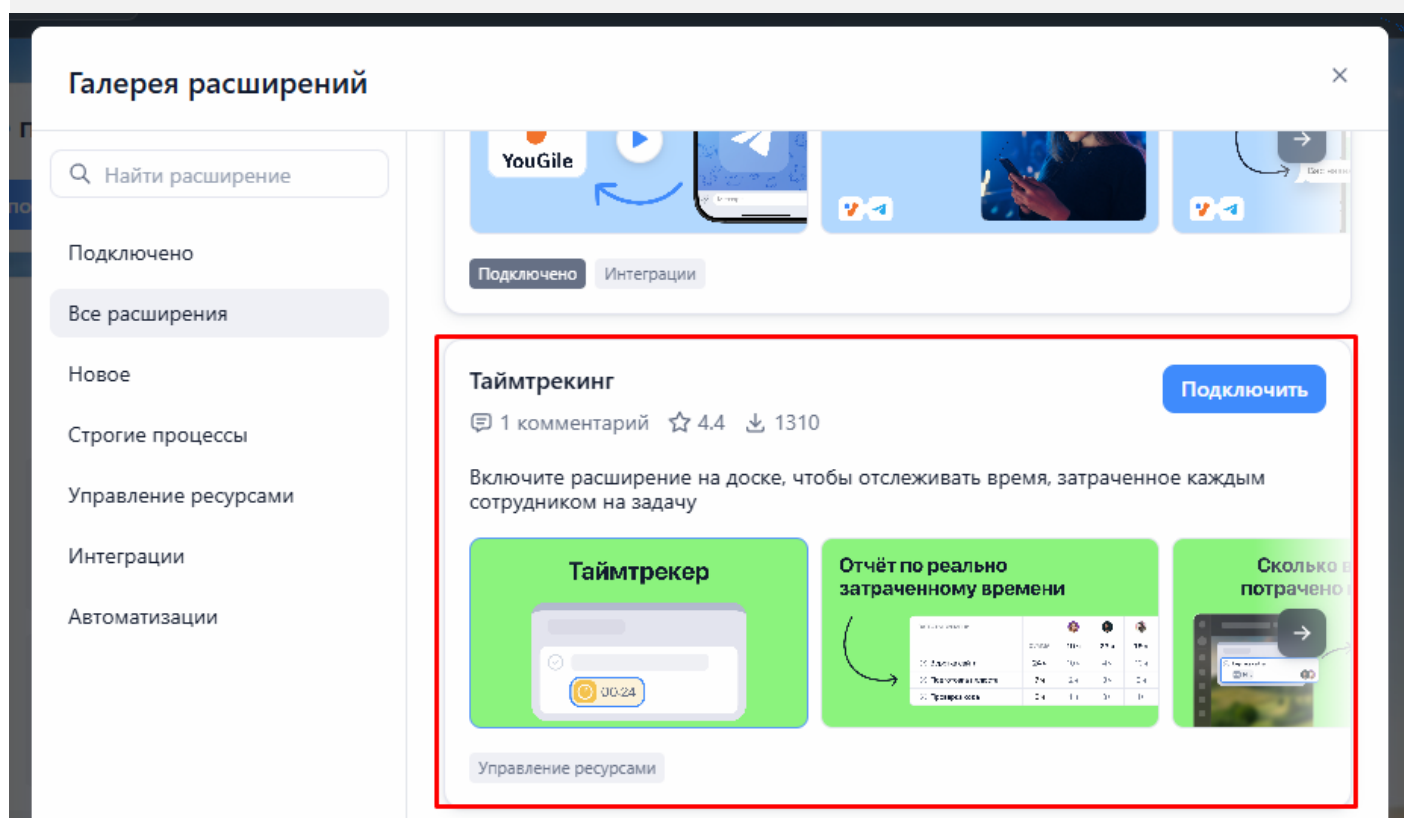 Галерея расширений
Найти расширение
Подключено
Все расширения
Новое
Строгие процессы
Управление ресурсами
Интеграции
Автоматизации
YouGile
Подключено Интеграции
Таймтрекинг
Подключить
1 комментарий 4.4 1310
Включите расширение на доске, чтобы отслеживать время, затраченное каждым
сотрудником на задачу
Таймтрекер
00:24
Отчёт по реально
затраченному времени
Сколько
потрачено
Управление ресурсами